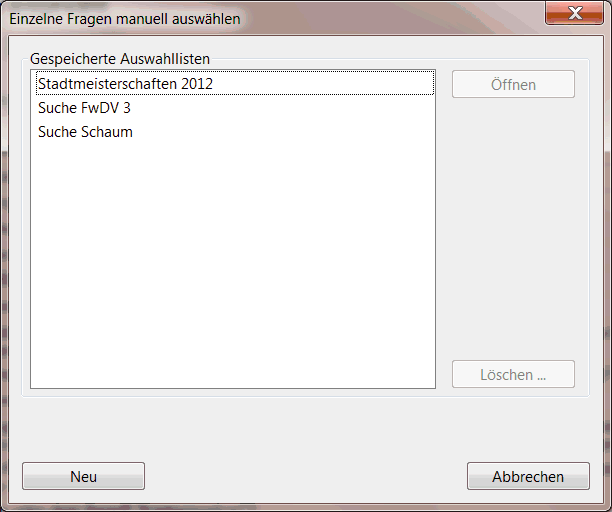 Einzelne Fragen manuell auswählen
Gespeicherte Auswahllisten
Stadtmeisterschaften 2012
Suche FwDV 3
Suche Schaum
Öffnen
Löschen ...
Neu
Abbrechen